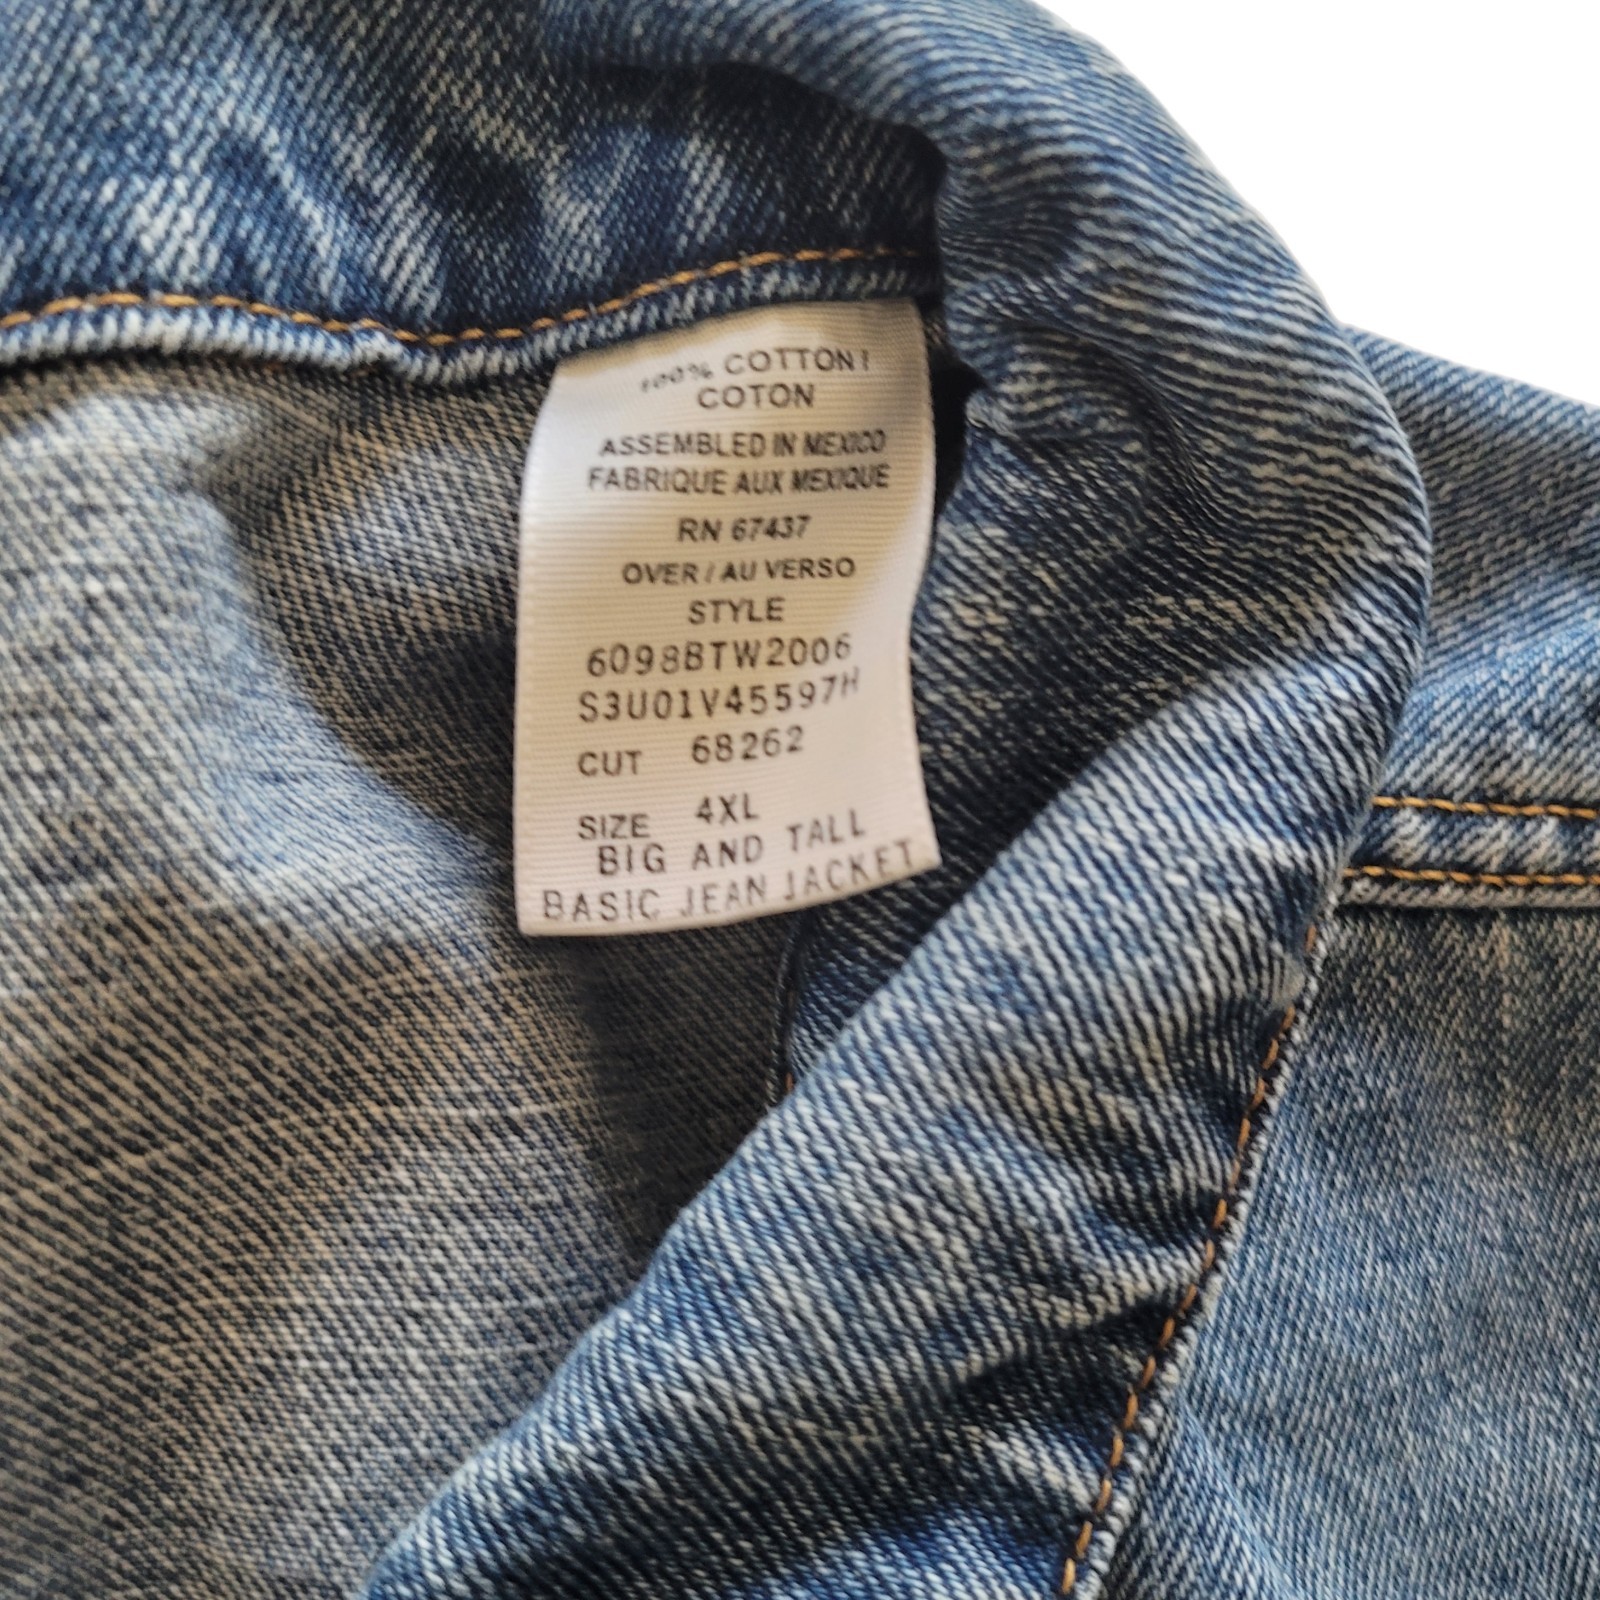 100% COTTON /
COTON
ASSEMBLED IN MEXICO
FABRIQUE AUX MEXIQUE
RN 67437
OVER / AU VERSO
STYLE
6098BTW2006
S3U01V45597H
CUT 68262
SIZE 4XL
BIG AND TALL
BASIC JEAN JACKET